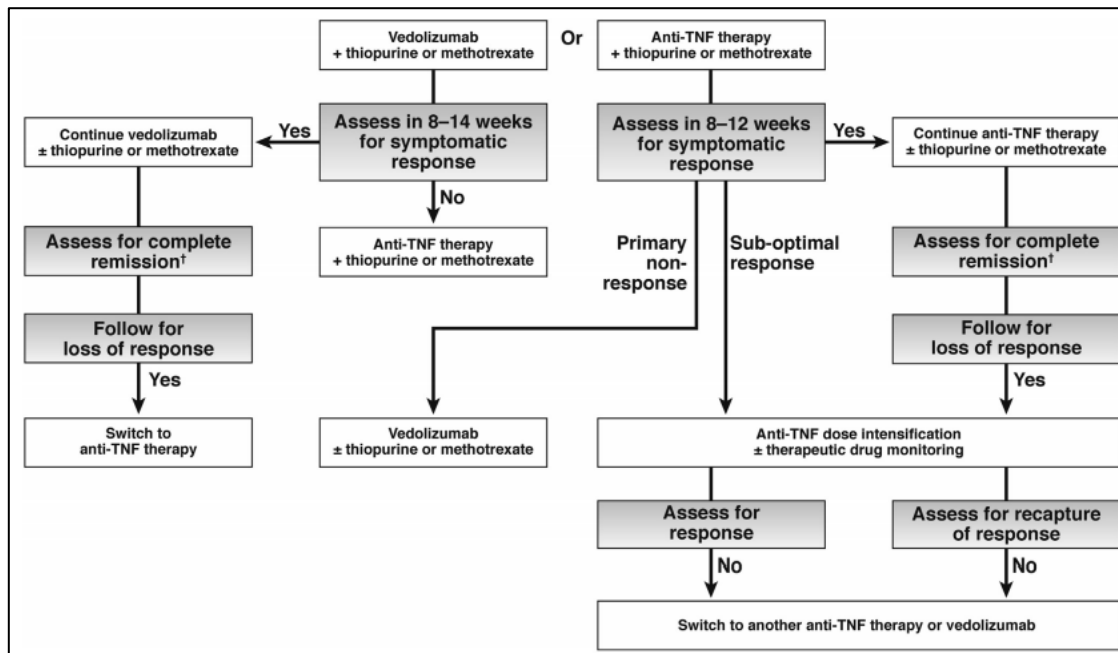 Vedolizumab
+ thiopurine or methotrexate
Or
Anti-TNF therapy
+ thiopurine or methotrexate
Assess in 8–14 weeks
for symptomatic
response
Yes
Continue vedolizumab
± thiopurine or methotrexate
No
Anti-TNF therapy
+ thiopurine or methotrexate
Assess for complete
remission†
Follow for
loss of response
Yes
Switch to
anti-TNF therapy
Assess in 8–12 weeks
for symptomatic
response
Yes
Continue anti-TNF therapy
± thiopurine or methotrexate
Primary
non-
response
Sub-optimal
response
Vedolizumab
± thiopurine or methotrexate
Assess for complete
remission†
Follow for
loss of response
Yes
Anti-TNF dose intensification
± therapeutic drug monitoring
Assess for
response
No
Assess for recapture
of response
No
Switch to another anti-TNF therapy or vedolizumab